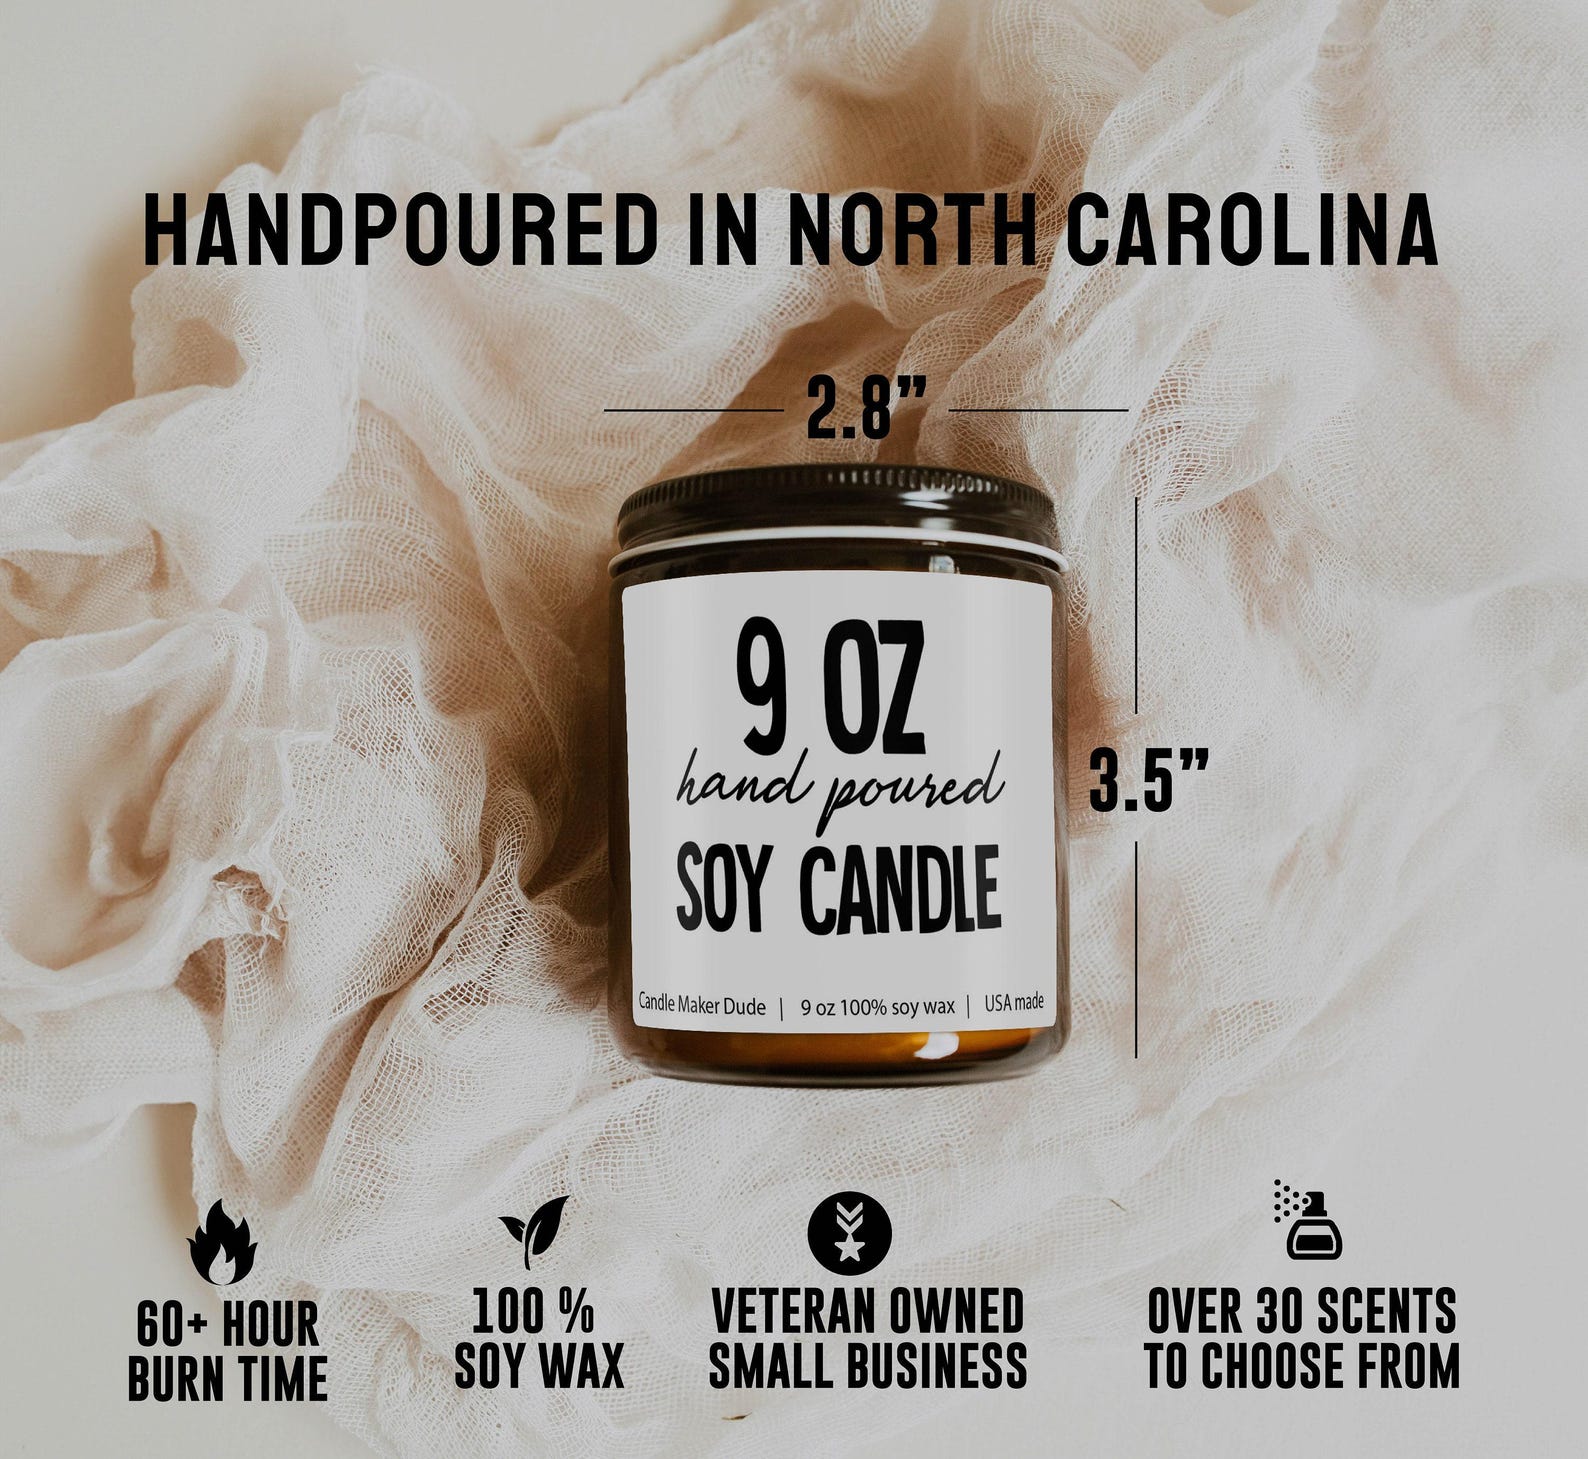 HANDPOURED IN NORTH CAROLINA
2.8”
9 OZ
hand poured
3.5”
SOY CANDLE
Candle Maker Dude | 9 oz 100% soy wax | USA made
60+ HOUR
BURN TIME
100 %
SOY WAX
VETERAN OWNED
SMALL BUSINESS
OVER 30 SCENTS
TO CHOOSE FROM